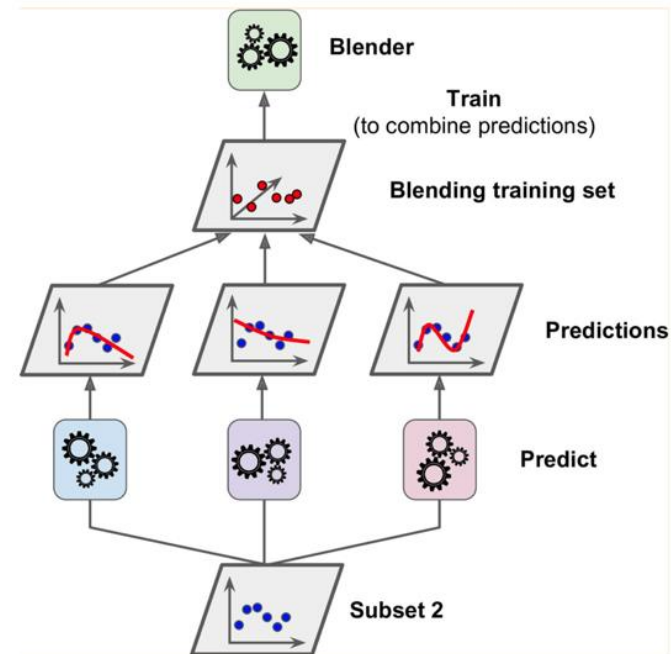 Blender
Train
(to combine predictions)
Blending training set
Predictions
Predict
Subset 2